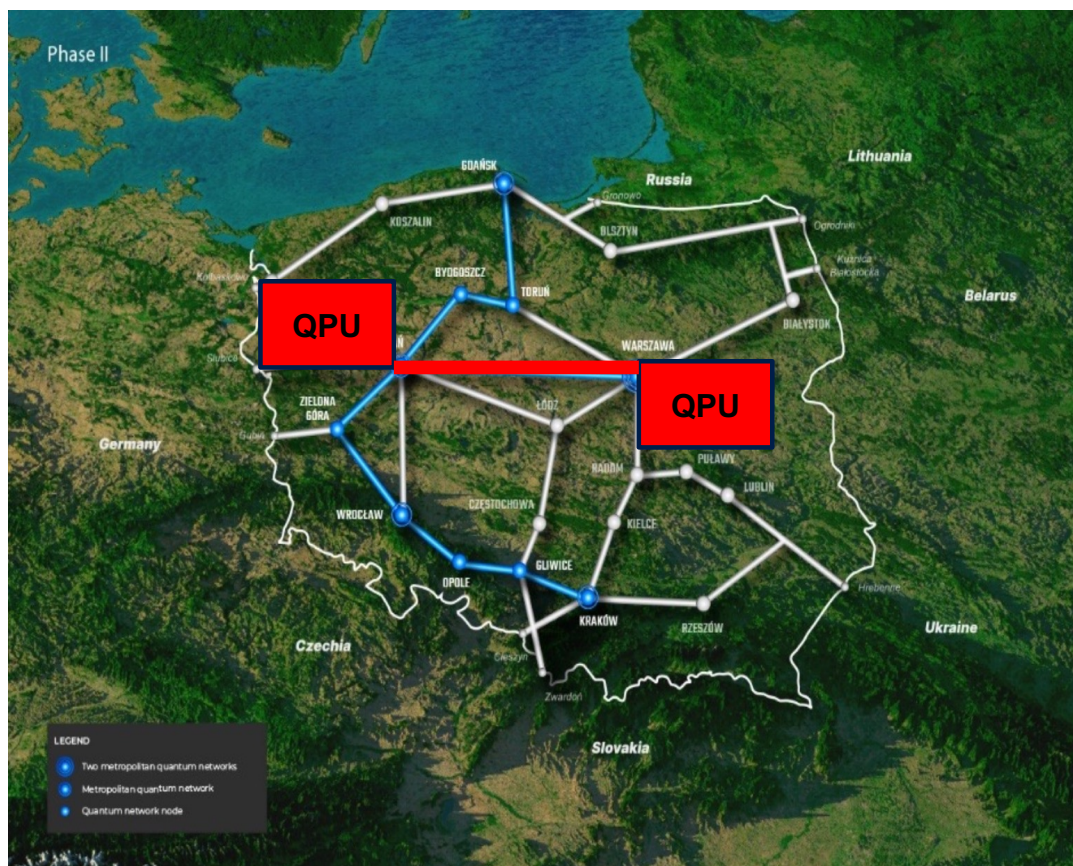 Phase II
Lithuania
GDAŃSK
Russia
Gronowo
KOSZALIN
Ogrodniki
OLSZTYN
Kuźnica
Białostocka
BYDGOSZCZ
TORUŃ
Belarus
BIAŁYSTOK
QPU
Ń
WARSZAWA
Słubice
QPU
ZIELONA
GÓRA
ŁÓDŹ
Germany
Gubin
PUŁAWY
RADOM
LUBLIN
CZĘSTOCHOWA
WROCŁAW
KIELCE
GLIWICE
OPOLE
Hrebenne
KRAKÓW
RZESZÓW
Ukraine
Czechia
Cieszyn
Zwardoń
Slovakia
LEGEND
Two metropolitan quantum networks
Metropolitan quantum network
Quantum network node